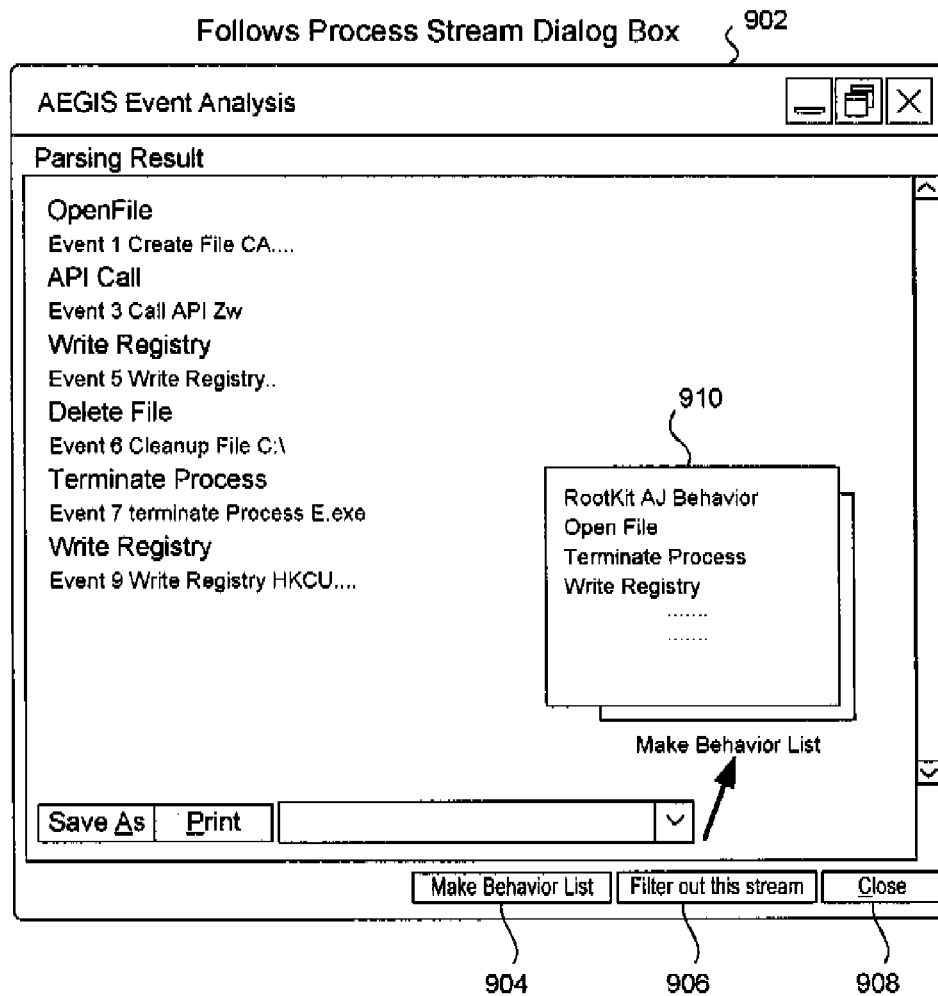 Follows Process Stream Dialog Box
902
AEGIS Event Analysis
Parsing Result
OpenFile
Event 1 Create File CA....
API Call
Event 3 Call API Zw
Write Registry
Event 5 Write Registry..
Delete File
Event 6 Cleanup File C:\
Terminate Process
Event 7 terminate Process E.exe
Write Registry
Event 9 Write Registry HKCU....
910
RootKit AJ Behavior
Open File
Terminate Process
Write Registry
.......
.......
Make Behavior List
Save As
Print
Make Behavior List
Filter out this stream
Close
904
906
908